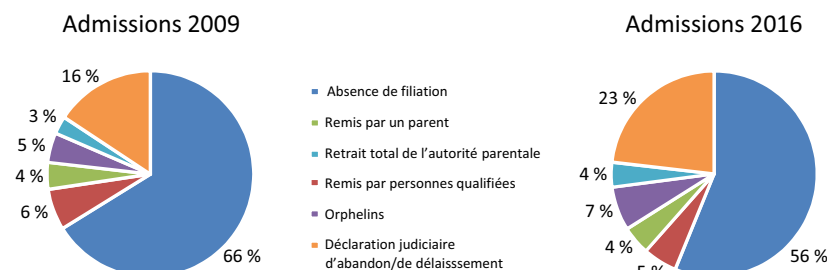 Admissions 2009
Admissions 2016
16 %
3 %
5 %
4 %
6 %
66 %
Absence de filiation
Remis par un parent
Retrait total de l'autorité parentale
Remis par personnes qualifiées
Orphelins
Déclaration judiciaire
d'abandon/de délaisssement
23 %
4 %
7 %
4 %
5 %
56 %